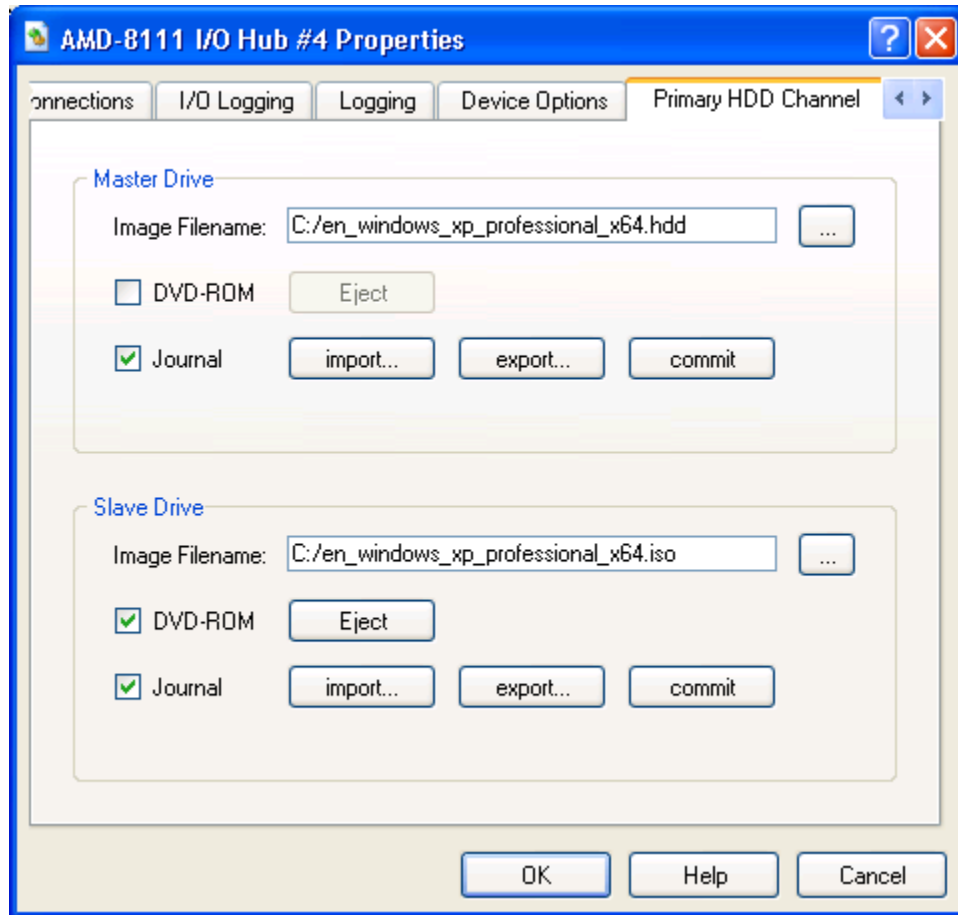 AMD-8111 I/O Hub #4 Properties
onnections I/O Logging Logging Device Options Primary HDD Channel
Master Drive
Image Filename: C:/en_windows_xp_professional_x64.hdd ...
DVD-ROM Eject
Journal import... export... commit
Slave Drive
Image Filename: C:/en_windows_xp_professional_x64.iso ...
DVD-ROM Eject
Journal import... export... commit
OK Help Cancel